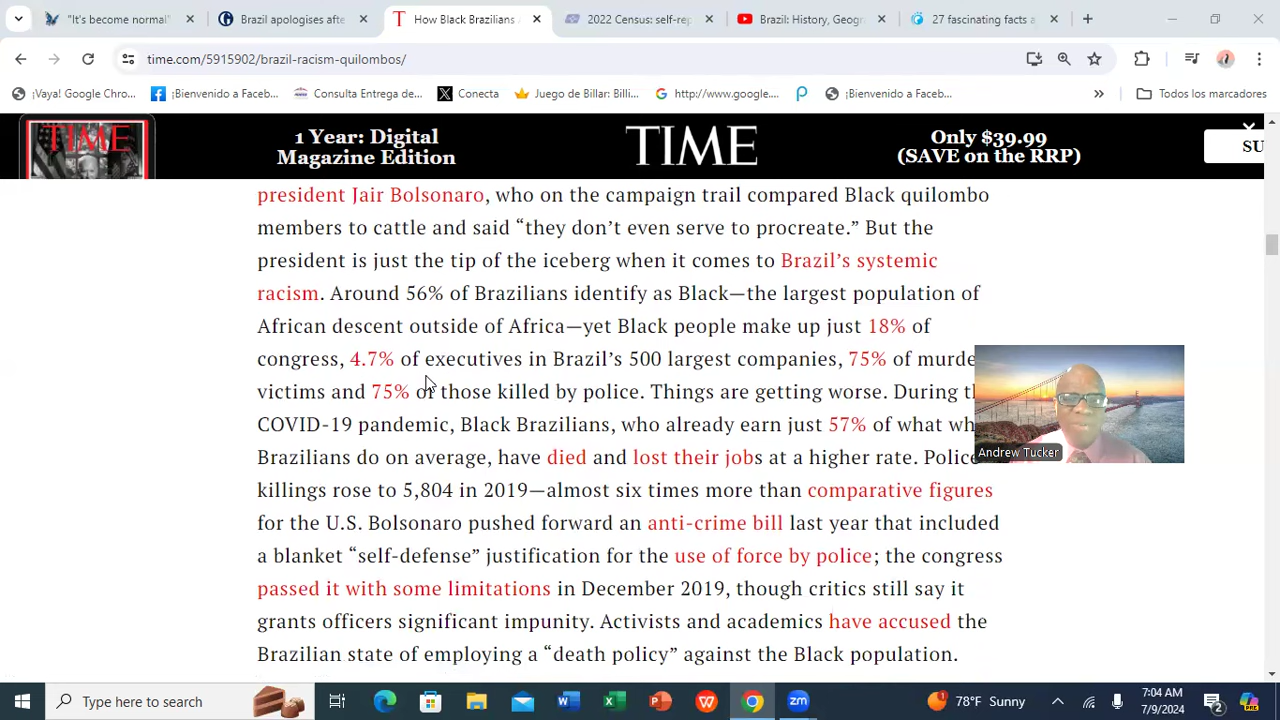 "It's become normal"
Brazil apologises afte
How Black Brazilians
2022 Census: self-rep
Brazil: History, Geogr
27 fascinating facts a
time.com/5915902/brazil-racism-quilombos/
¡Vaya! Google Chro...
¡Bienvenido a Faceb...
Consulta Entrega de...
Conecta
Juego de Billar: Billi...
http://www.google....
¡Bienvenido a Faceb...
Todos los marcadores
TIME
1 Year: Digital
Magazine Edition
TIME
Only $39.99
(SAVE on the RRP)
SU
president Jair Bolsonaro, who on the campaign trail compared Black quilombo
members to cattle and said “they don’t even serve to procreate.” But the
president is just the tip of the iceberg when it comes to Brazil’s systemic
racism. Around 56% of Brazilians identify as Black—the largest population of
African descent outside of Africa—yet Black people make up just 18% of
congress, 4.7% of executives in Brazil’s 500 largest companies, 75% of murde
victims and 75% of those killed by police. Things are getting worse. During th
COVID-19 pandemic, Black Brazilians, who already earn just 57% of what wh
Brazilians do on average, have died and lost their jobs at a higher rate. Police
killings rose to 5,804 in 2019—almost six times more than comparative figures
for the U.S. Bolsonaro pushed forward an anti-crime bill last year that included
a blanket “self-defense” justification for the use of force by police; the congress
passed it with some limitations in December 2019, though critics still say it
grants officers significant impunity. Activists and academics have accused the
Brazilian state of employing a “death policy” against the Black population.
Andrew Tucker
Type here to search
78°F Sunny
7:04 AM
7/9/2024
2